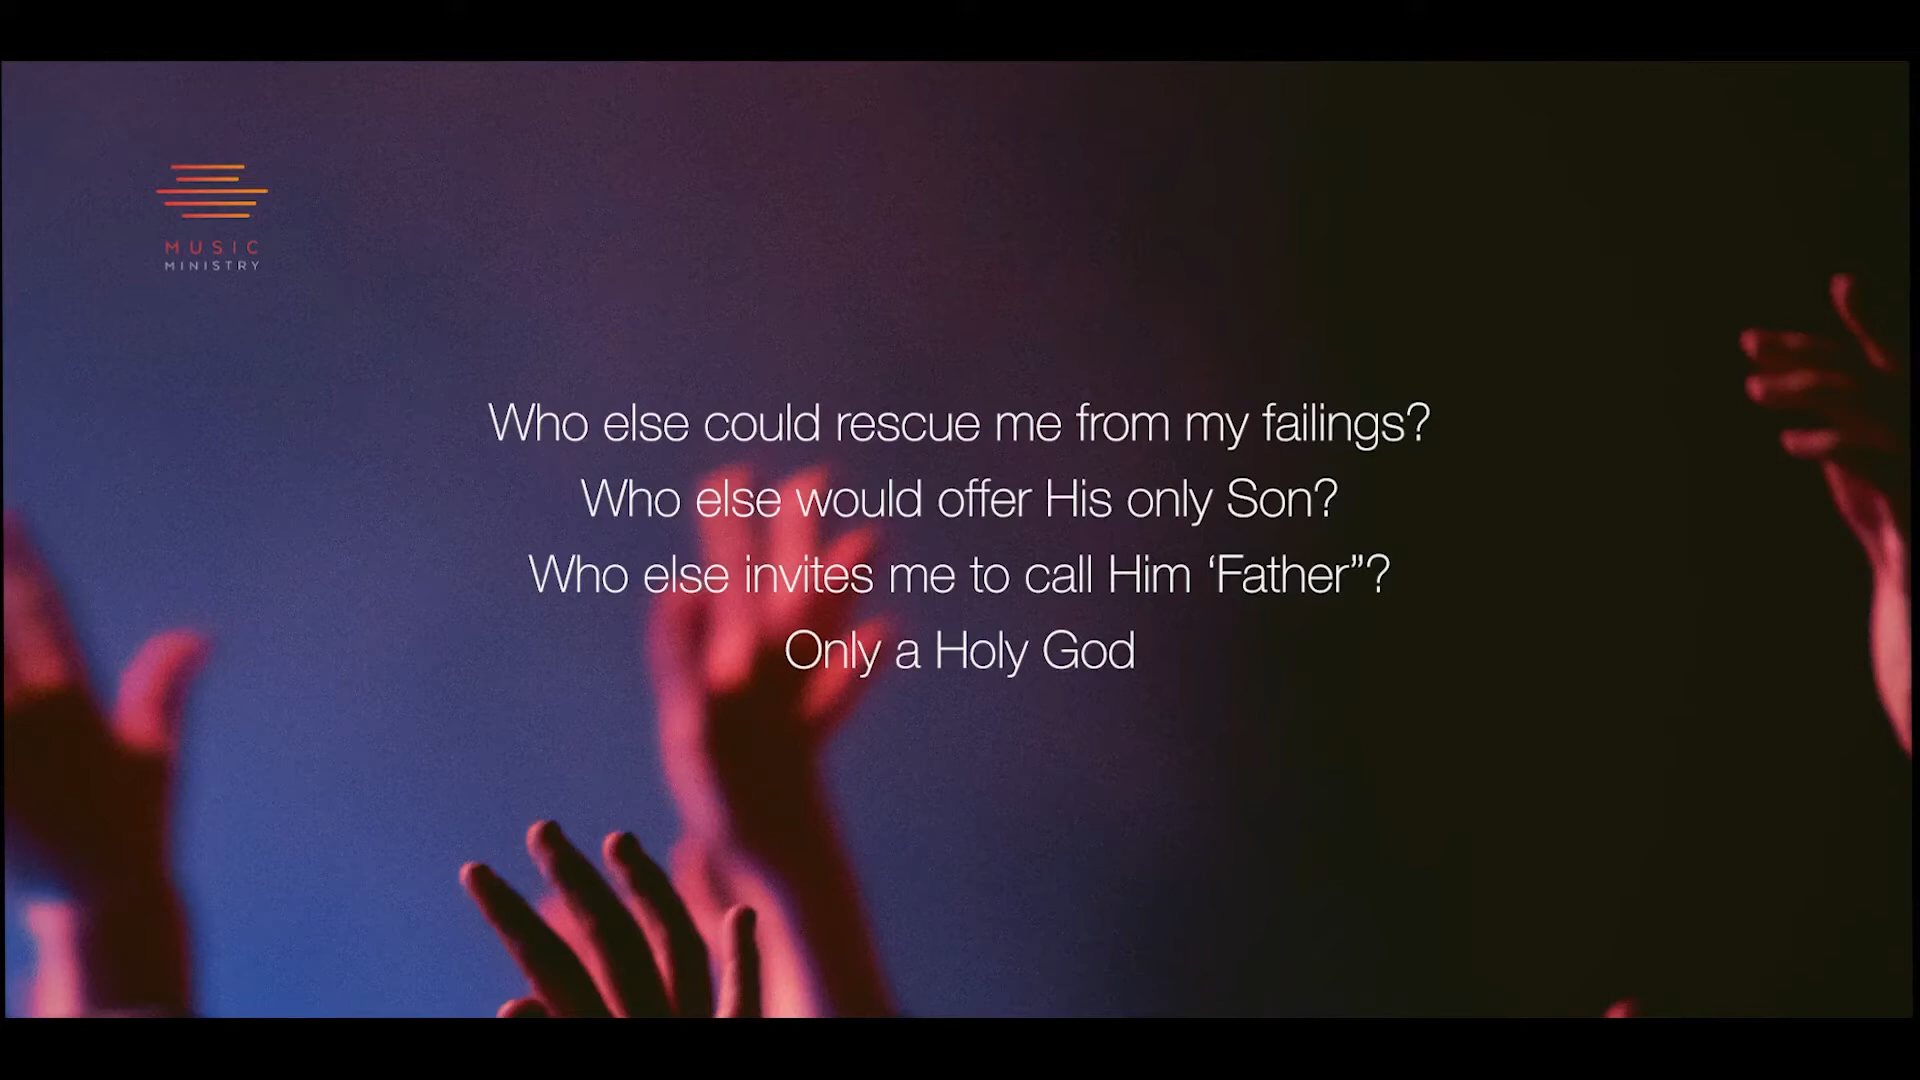 MUSIC
MINISTRY
Who else could rescue me from my failings?
Who else would offer His only Son?
Who else invites me to call Him ‘Father”?
Only a Holy God